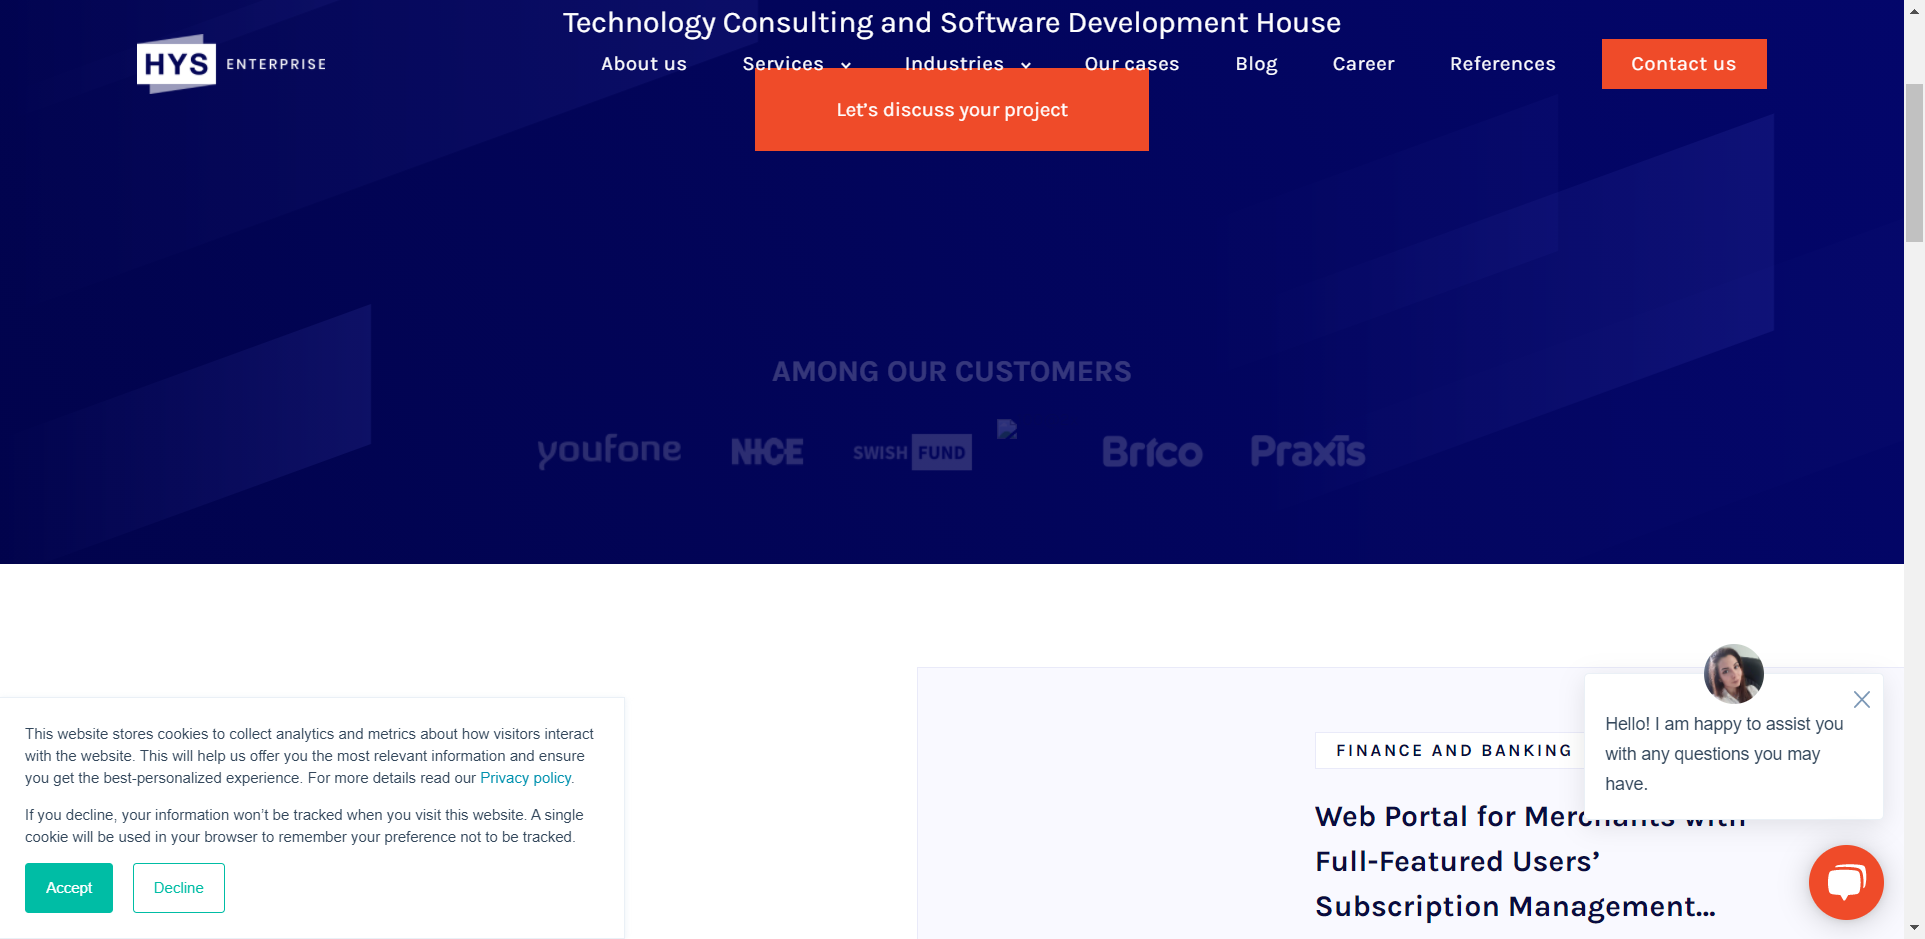 Technology Consulting and Software Development House
HYS ENTERPRISE
About us Services Industries Our cases Blog Career References Contact us
Let's discuss your project
AMONG OUR CUSTOMERS
youfone NICE SWISH FUND Brico Praxis
This website stores cookies to collect analytics and metrics about how visitors interact
with the website. This will help us offer you the most relevant information and ensure
you get the best-personalized experience. For more details read our Privacy policy.
If you decline, your information won't be tracked when you visit this website. A single
cookie will be used in your browser to remember your preference not to be tracked.
Accept Decline
FINANCE AND BANKING
Web Portal for Merchants with
Full-Featured Users’
Subscription Management...
Hello! I am happy to assist you
with any questions you may
have.